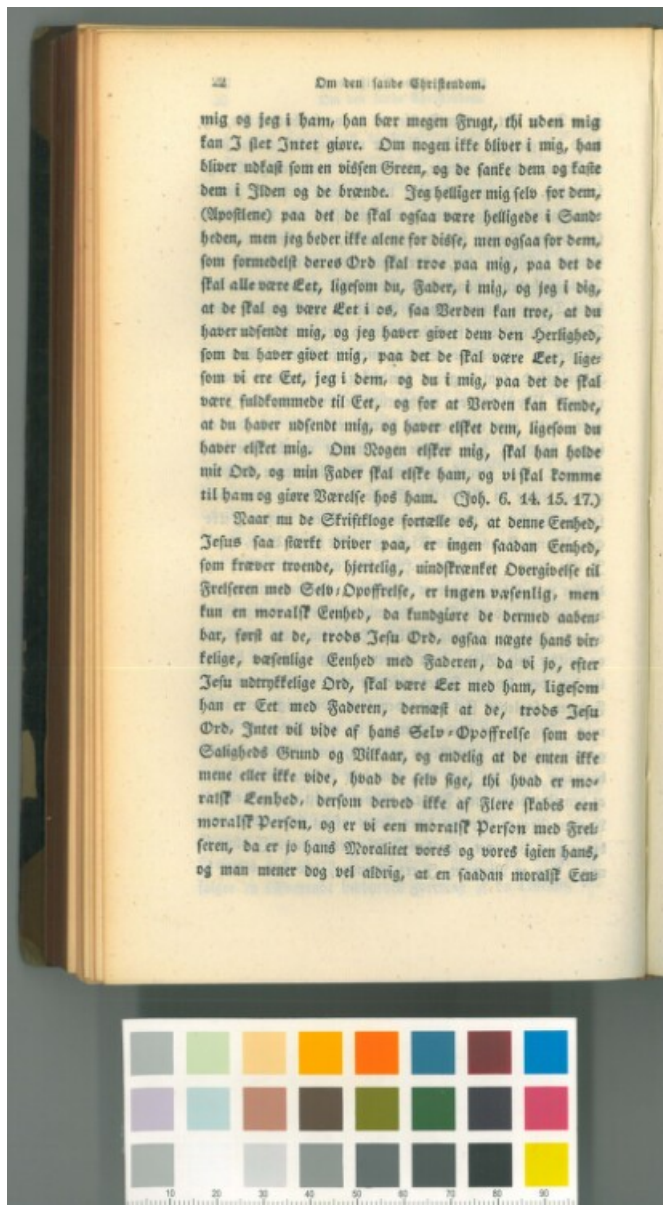 22 Om den sande Christendom.
mig og jeg i ham, han bær megen Frugt, thi uden mig
kan I slet Intet giøre. Om nogen ikke bliver i mig, han
bliver udkast som en vissen Green, og de sanke dem og kaste
dem i Ilden og de brænde. Jeg helliger mig selv for dem,
(Apostlene) paa det de skal ogsaa være helligede i Sand-
heden, men jeg beder ikke alene for disse, men ogsaa for dem,
som formedelst deres Ord skal troe paa mig, paa det de
skal alle være Eet, ligesom du, Fader, i mig, og jeg i dig,
at de skal og være Eet i os, saa Verden kan troe, at du
haver udsendt mig, og jeg haver givet dem den Herlighed,
som du haver givet mig, paa det de skal være Eet, lige-
som vi ere Eet, jeg i dem, og du i mig, paa det de skal
være fuldkommede til Eet, og for at Verden kan kiende,
at du haver udsendt mig, og haver elsket dem, ligesom du
haver elsket mig. Om Nogen elsker mig, skal han holde
mit Ord, og min Fader skal elske ham, og vi skal komme
til ham og giøre Værelse hos ham. (Joh. 6. 14. 15. 17.)
Naar nu de Skriftkloge fortælle os, at denne Eenhed,
Jesus saa stærkt driver paa, er ingen saadan Eenhed,
som kræver troende, hjertelig, uindskrænket Overgivelse til
Frelseren med Selv-Opoffrelse, er ingen væsenlig, men
kun en moralsk Eenhed, da kundgiøre de dermed aaben-
bar, først at de, trods Jesu Ord, ogsaa nægte hans vir-
kelige, væsenlige Eenhed med Faderen, da vi jo, efter
Jesu udtrykkelige Ord, skal være Eet med ham, ligesom
han er Eet med Faderen, dernæst at de, trods Jesu
Ord, Intet vil vide af hans Selv-Opoffrelse som vor
Saligheds Grund og Vilkaar, og endelig at de enten ikke
mene eller ikke vide, hvad de selv sige, thi hvad er mo-
ralsk Eenhed, dersom derved ikke af Flere skabes een
moralsk Person, og er vi een moralsk Person med Frel-
seren, da er jo hans Moralitet vores og vores igien hans,
og man mener dog vel aldrig, at en saadan moralsk Een-
10 20 30 40 50 60 70 80 90